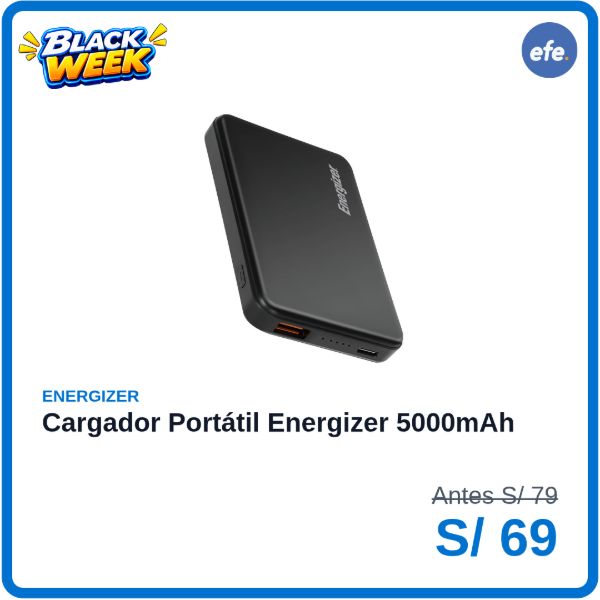 BLACK
WEEK
efe.
Energizer
ENERGIZER
Cargador Portátil Energizer 5000mAh
Antes S/ 79
S/ 69